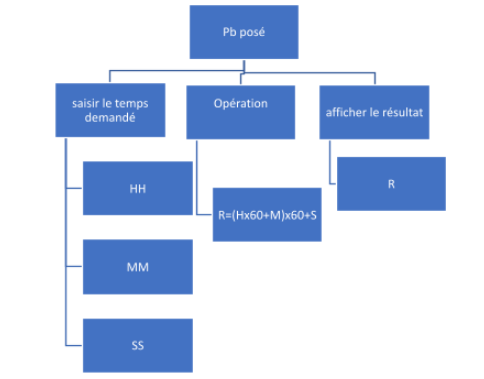 Pb posé
saisir le temps
demandé
Opération
afficher le résultat
HH
MM
SS
R=(Hx60+M)x60+S
R